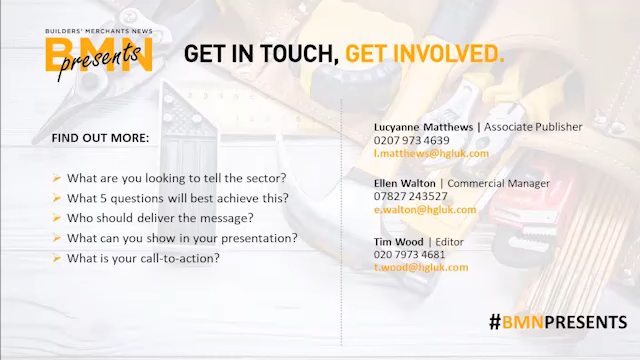 BUILDERS' MERCHANTS NEWS
BMN
presents
GET IN TOUCH, GET INVOLVED.
FIND OUT MORE:
What are you looking to tell the sector?
What 5 questions will best achieve this?
Who should deliver the message?
What can you show in your presentation?
What is your call-to-action?
Lucyanne Matthews | Associate Publisher
0207 973 4639
l.matthews@hgluk.com
Ellen Walton | Commercial Manager
07827 243527
e.walton@hgluk.com
Tim Wood | Editor
020 7973 4681
t.wood@hgluk.com
#BMNPRESENTS